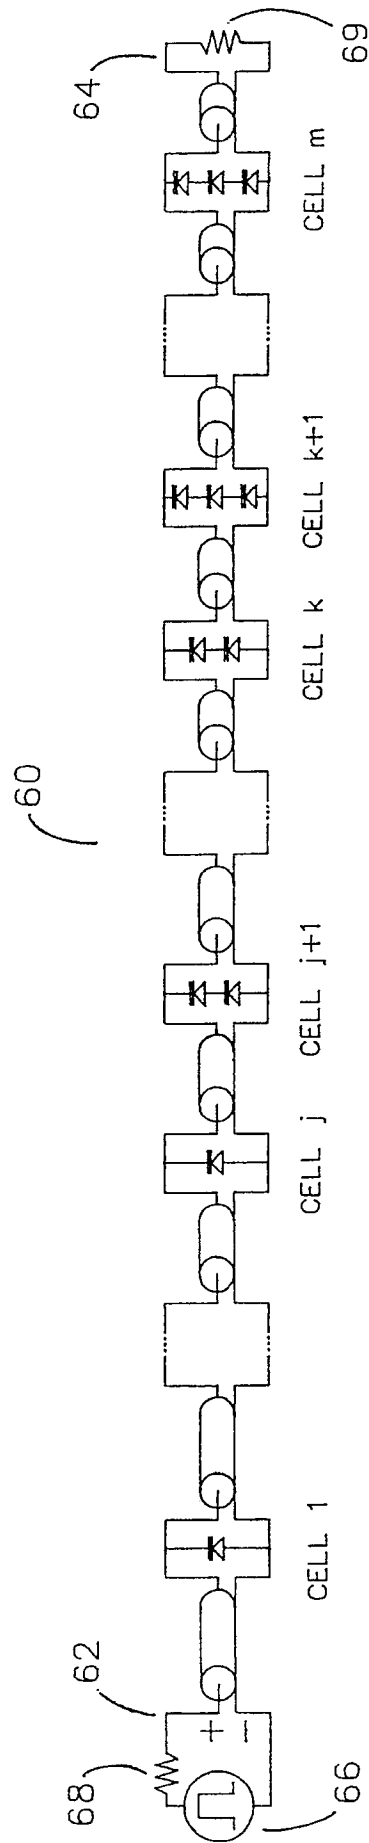 60
68
62
+
−
66
CELL 1
CELL j
CELL j+1
CELL k
CELL k+1
CELL m
64
69